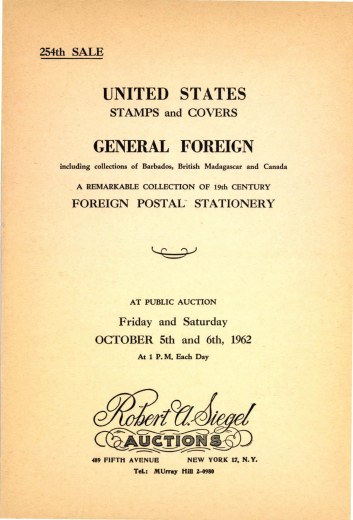 254th SALE
UNITED STATES
STAMPS and COVERS
GENERAL FOREIGN
including collections of Barbados, British Madagascar and Canada
A REMARKABLE COLLECTION OF 19th CENTURY
FOREIGN POSTAL STATIONERY
AT PUBLIC AUCTION
Friday and Saturday
OCTOBER 5th and 6th, 1962
At 1 P.M, Each Day
Robert A. Siegel
AUCTIONS
489 FIFTH AVENUE NEW YORK 17, N.Y.
Tel.: MUrray Hill 2-0980